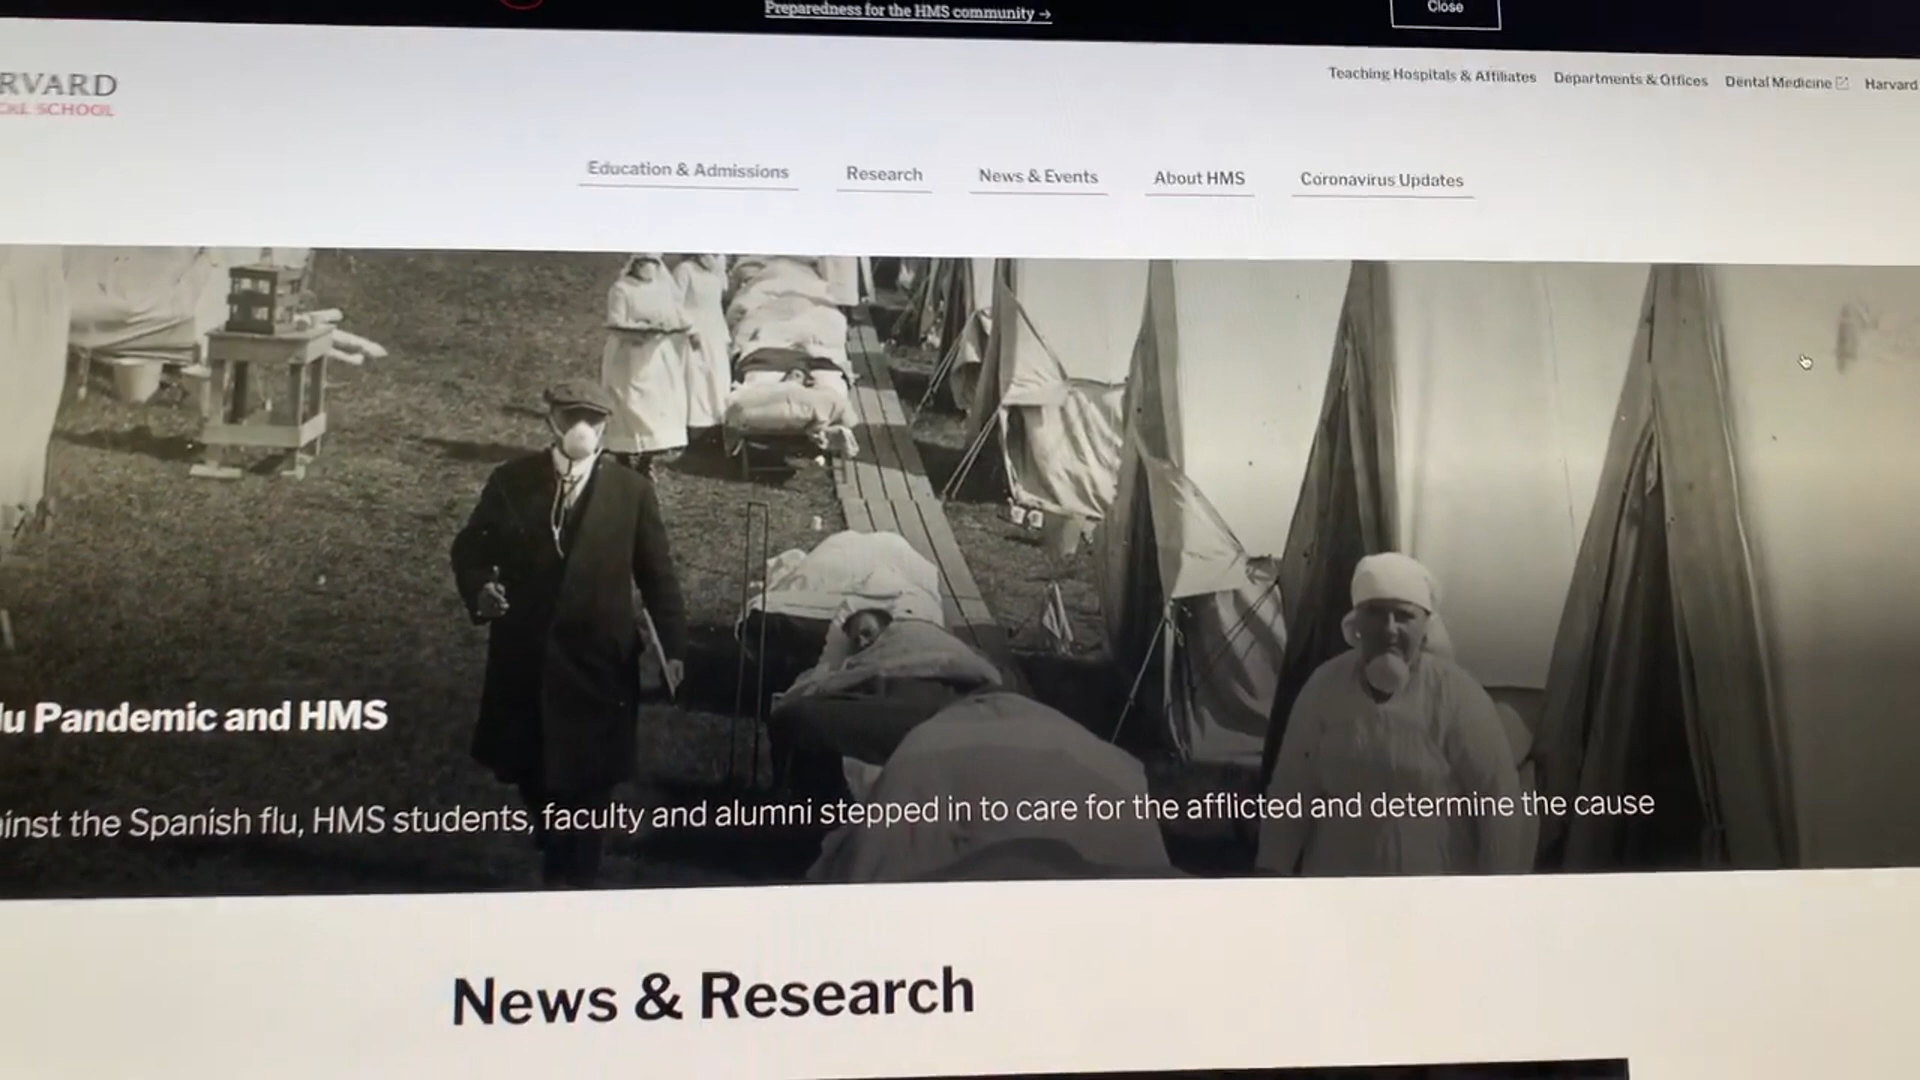 Preparedness for the HMS community →
Close
RVARD
CAL SCHOOL
Teaching Hospitals & Affiliates Departments & Offices Dental Medicine Harvard
Education & Admissions Research News & Events About HMS Coronavirus Updates
lu Pandemic and HMS
inst the Spanish flu, HMS students, faculty and alumni stepped in to care for the afflicted and determine the cause
News & Research